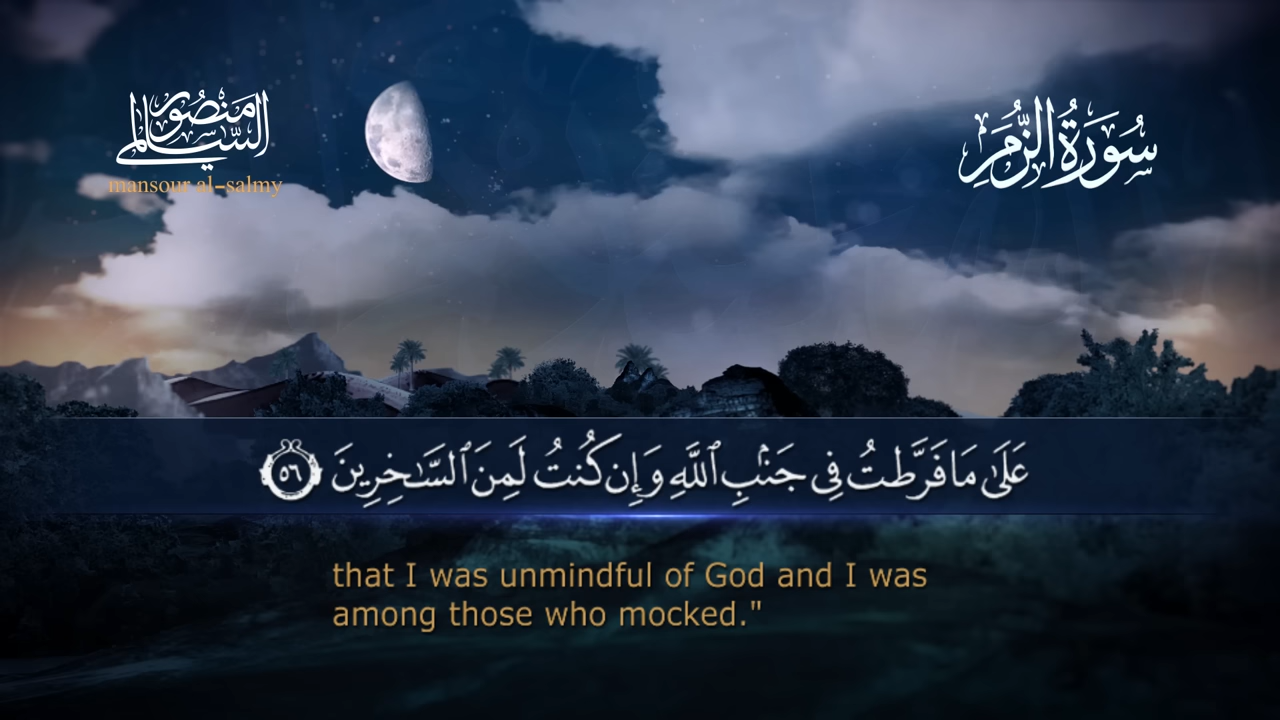 منصور السالمي
mansour al-salmy
سُورَةُ الزُّمَرِ
عَلَىٰ مَا فَرَّطتُ فِى جَنۢبِ ٱللَّهِ وَإِن كُنتُ لَمِنَ ٱلسَّـٰخِرِينَ ٥٦
that I was unmindful of God and I was
among those who mocked."